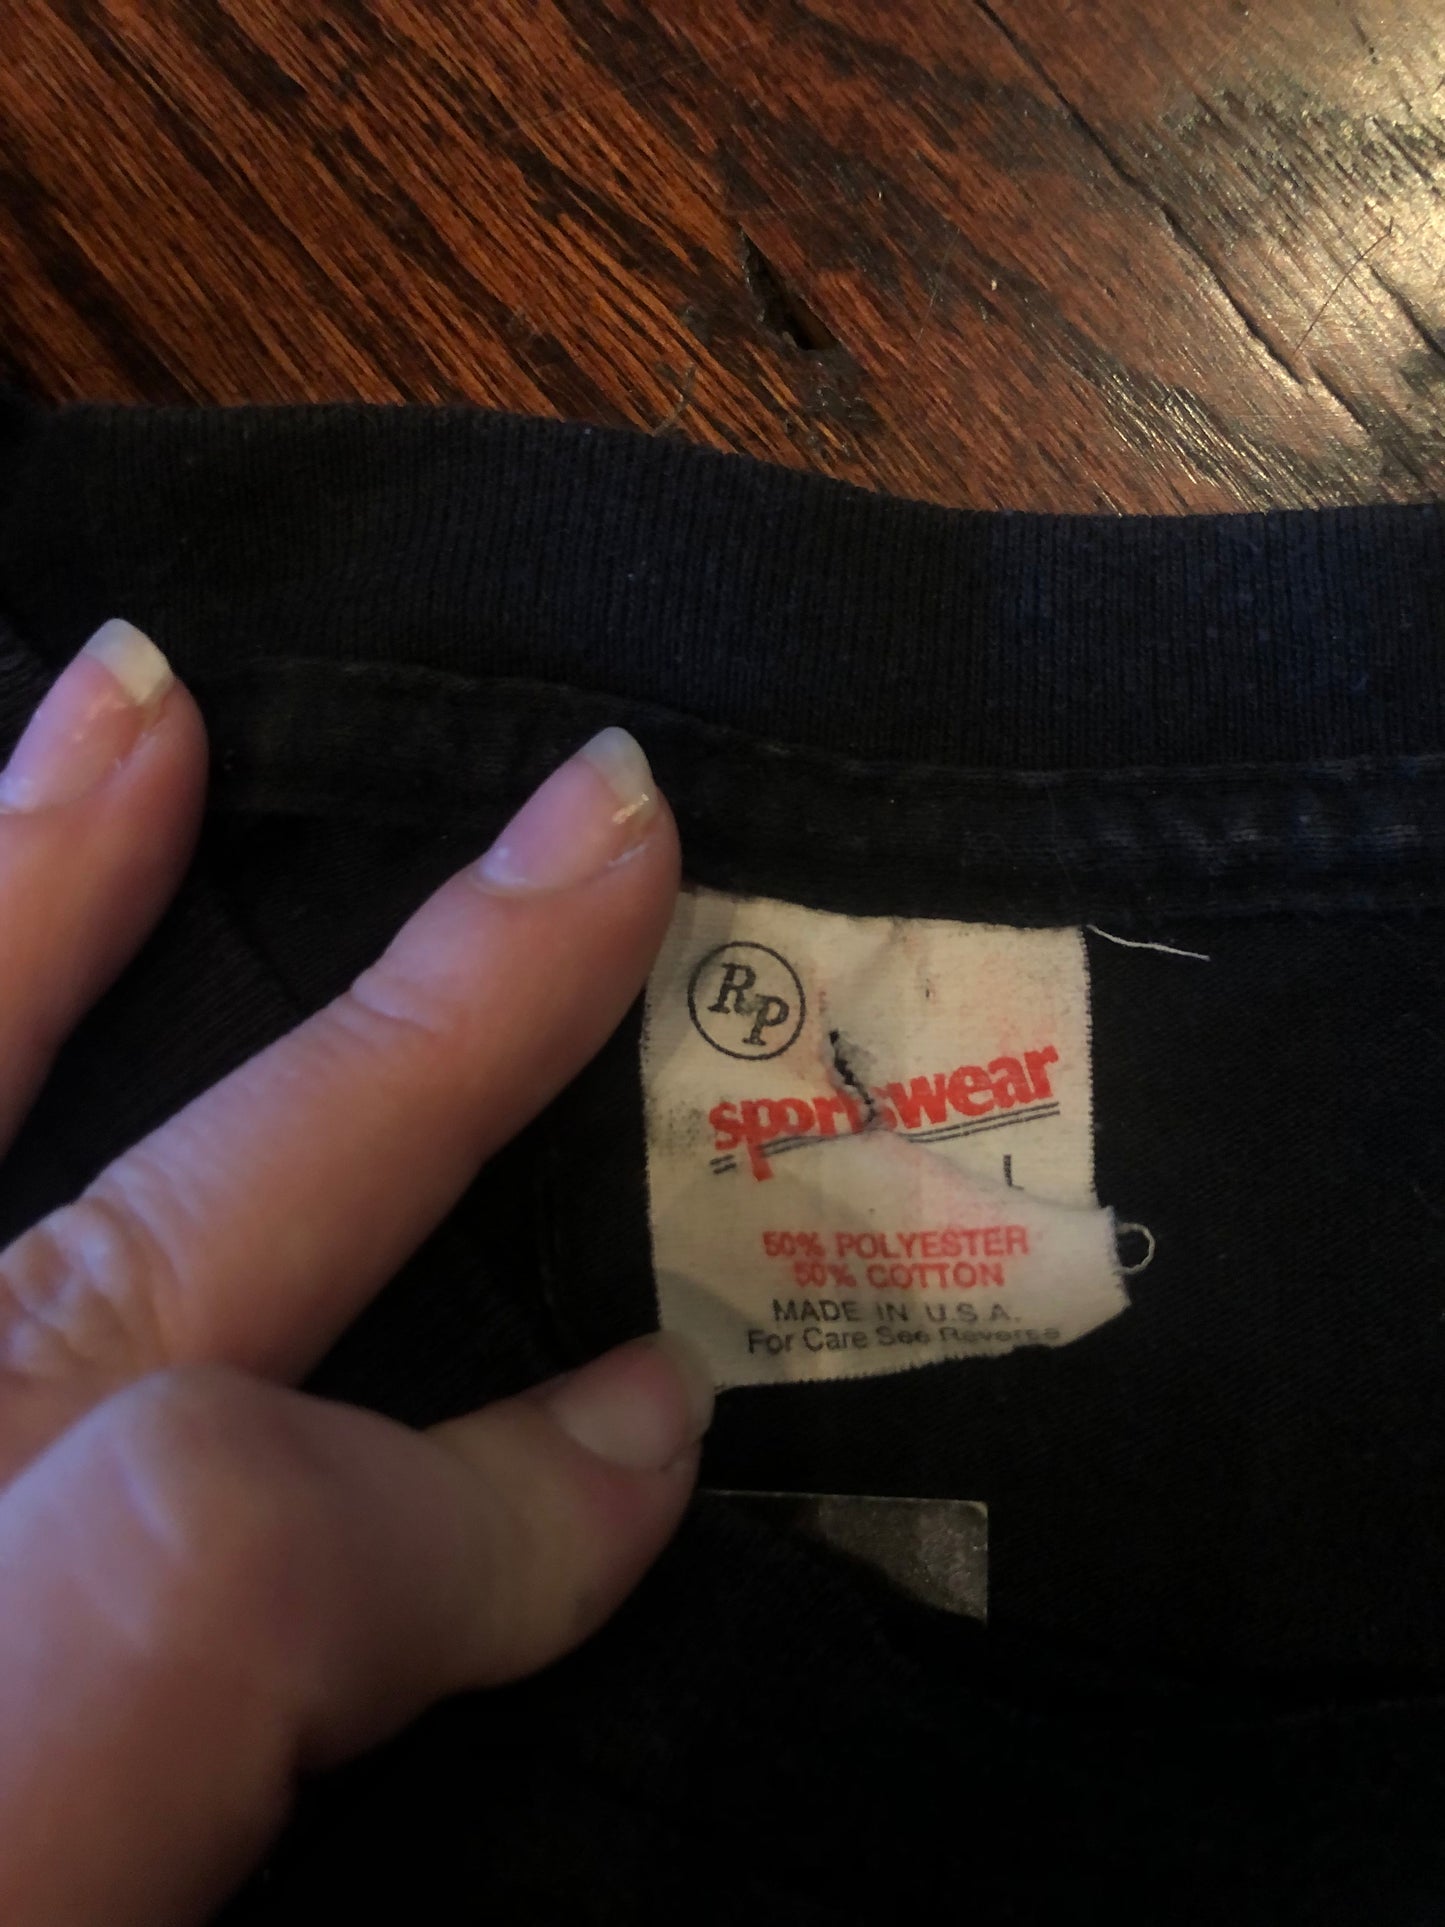 RP
sportswear
L
50% POLYESTER
50% COTTON
MADE IN U.S.A.
For Care See Reverse